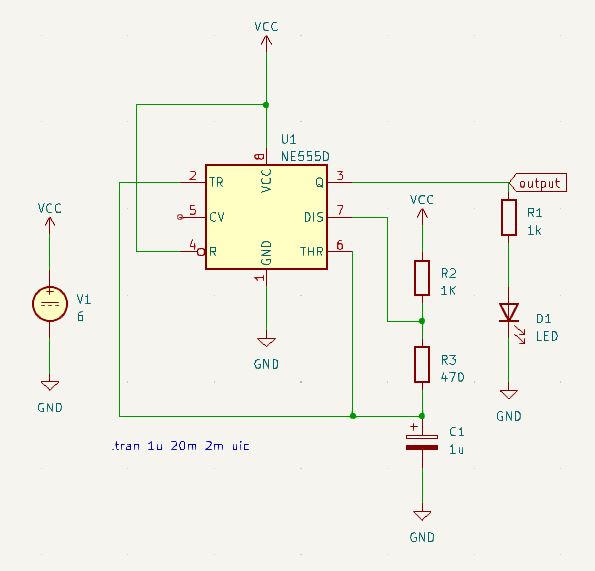 VCC
U1
NE555D
8
VCC
2
TR
Q
3
output
5
CV
DIS
7
4
R
THR
6
GND
1
GND
VCC
V1
6
GND
VCC
R2
1K
R3
470
R1
1k
D1
LED
GND
+
C1
1u
GND
.tran 1u 20m 2m uic